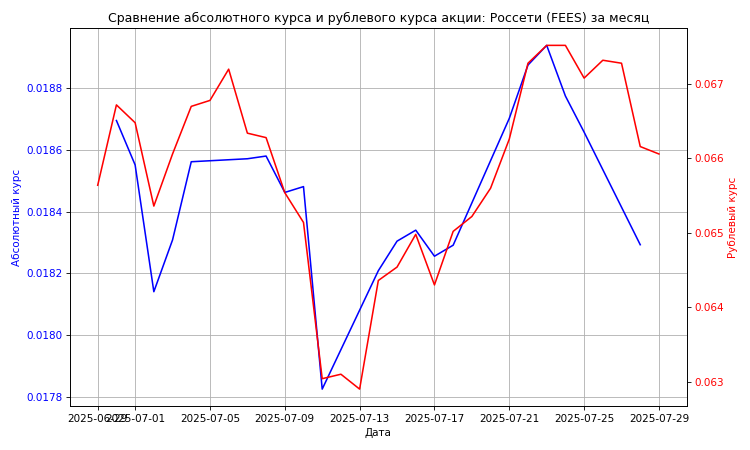 Сравнение абсолютного курса и рублевого курса акции: Россети (FEES) за месяц
Абсолютный курс
0.0188
0.0186
0.0184
0.0182
0.0180
0.0178
0.067
0.066
0.065
0.064
0.063
Рублевый курс
2025-06-29 2025-07-01 2025-07-05 2025-07-09 2025-07-13 2025-07-17 2025-07-21 2025-07-25 2025-07-29
Дата